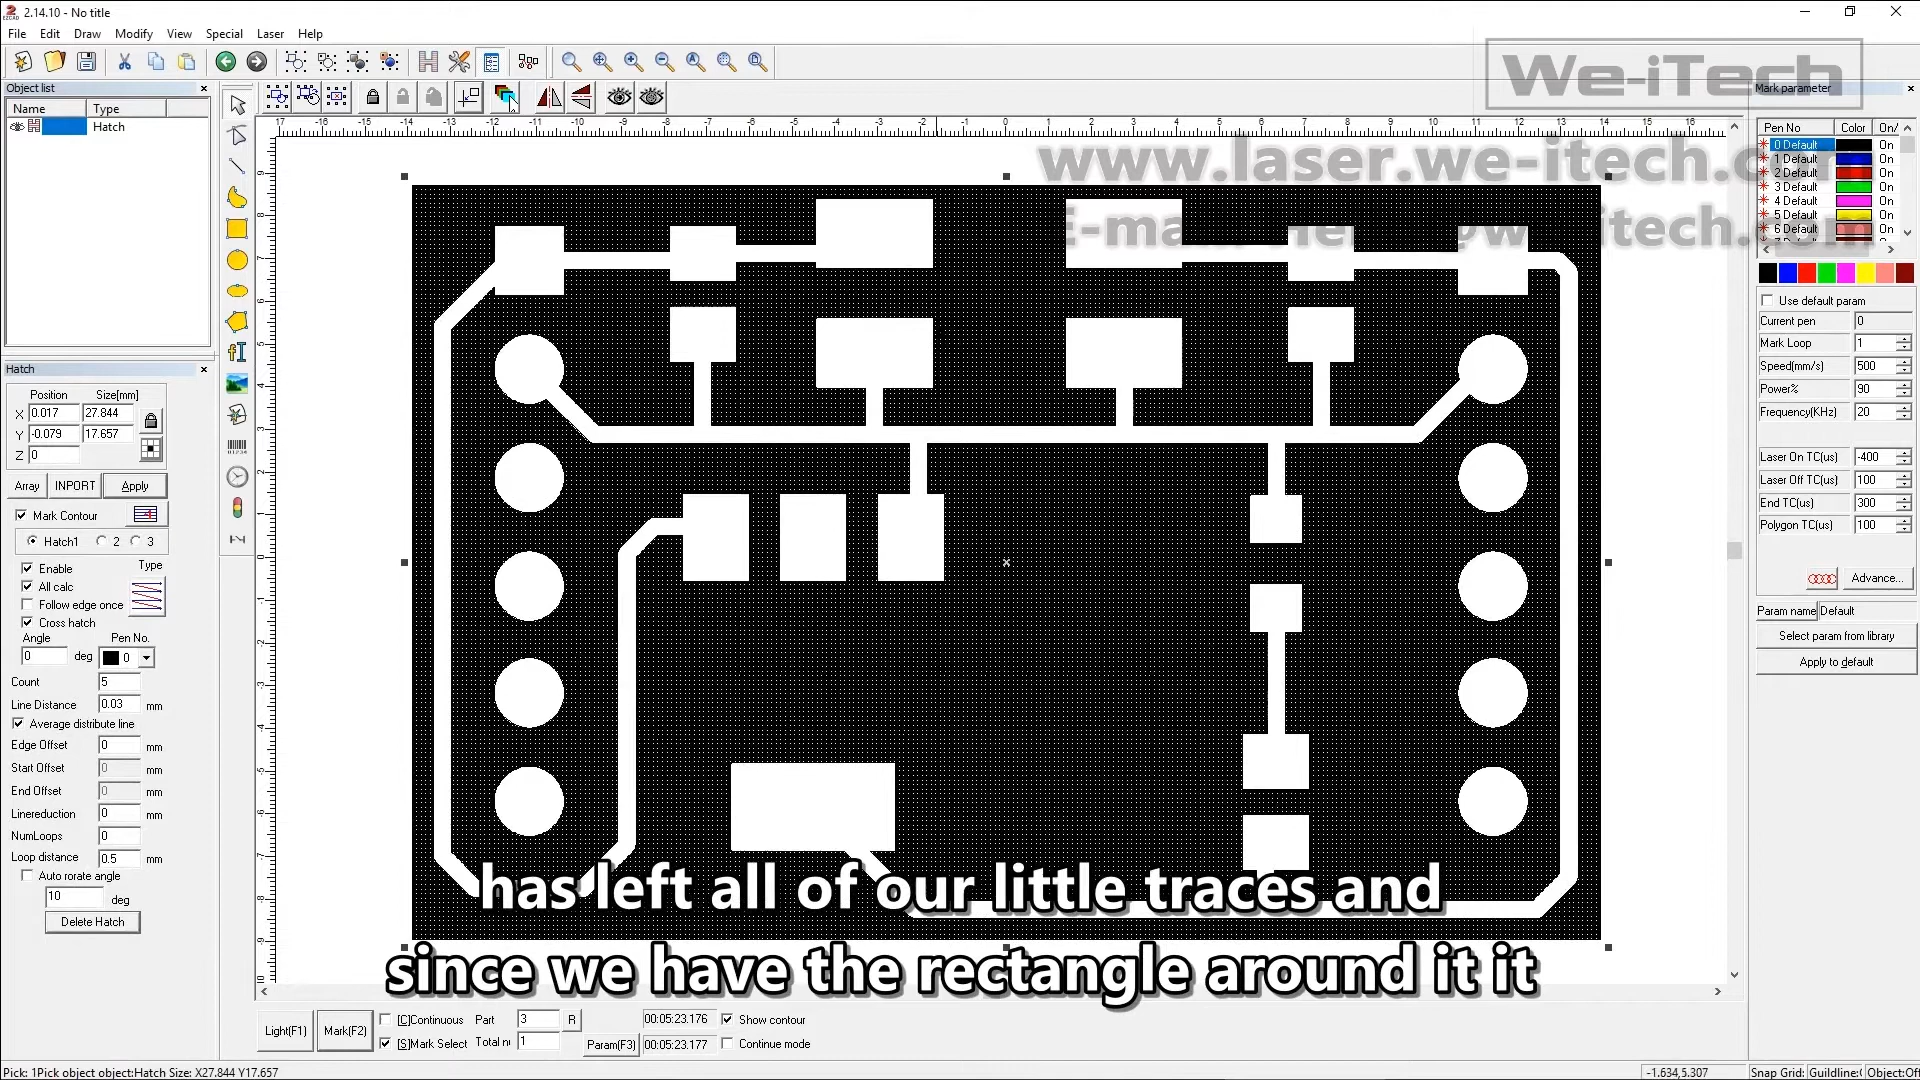 2.14.10 - No title
File Edit Draw Modify View Special Laser Help
We-iTech
Object list
Name Type
Hatch
Mark parameter
www.laser.we-itech.com
Pen No Color On/
0 Default On
1 Default On
2 Default On
3 Default On
4 Default On
5 Default On
6 Default On
Use default param
Current pen 0
Mark Loop 1
Speed(mm/s) 500
Power% 90
Frequency(KHz) 20
Laser On TC(us) -400
Laser Off TC(us) 100
End TC(us) 300
Polygon TC(us) 100
Advance...
Param name Default
Select param from library
Apply to default
Hatch
Position Size[mm]
X 0.017 27.844
Y -0.079 17.657
Z 0
Array INPORT Apply
Mark Contour
Hatch1 2 3
Enable Type
All calc
Follow edge once
Cross hatch
Angle Pen No.
0 deg 0
Count 5
Line Distance 0.03 mm
Average distribute line
Edge Offset 0 mm
Start Offset 0 mm
End Offset 0 mm
Linereduction 0 mm
NumLoops 0
Loop distance 0.5 mm
Auto rorate angle
10 deg
Delete Hatch
has left all of our little traces and
since we have the rectangle around it it
Light(F1) Mark(F2) [C]Continuous Part 3 R 00:05:23.176 Show contour
[S]Mark Select Total nu 1 Param(F3) 00:05:23.177 Continue mode
Pick: 1Pick object object:Hatch Size: X27.844 Y17.657 -1.634,5.307 Snap Grid: Guildline:( Object:Off